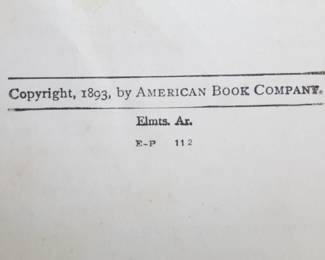 Copyright, 1893, by AMERICAN BOOK COMPANY.
Elmts. Ar.
E-P 112